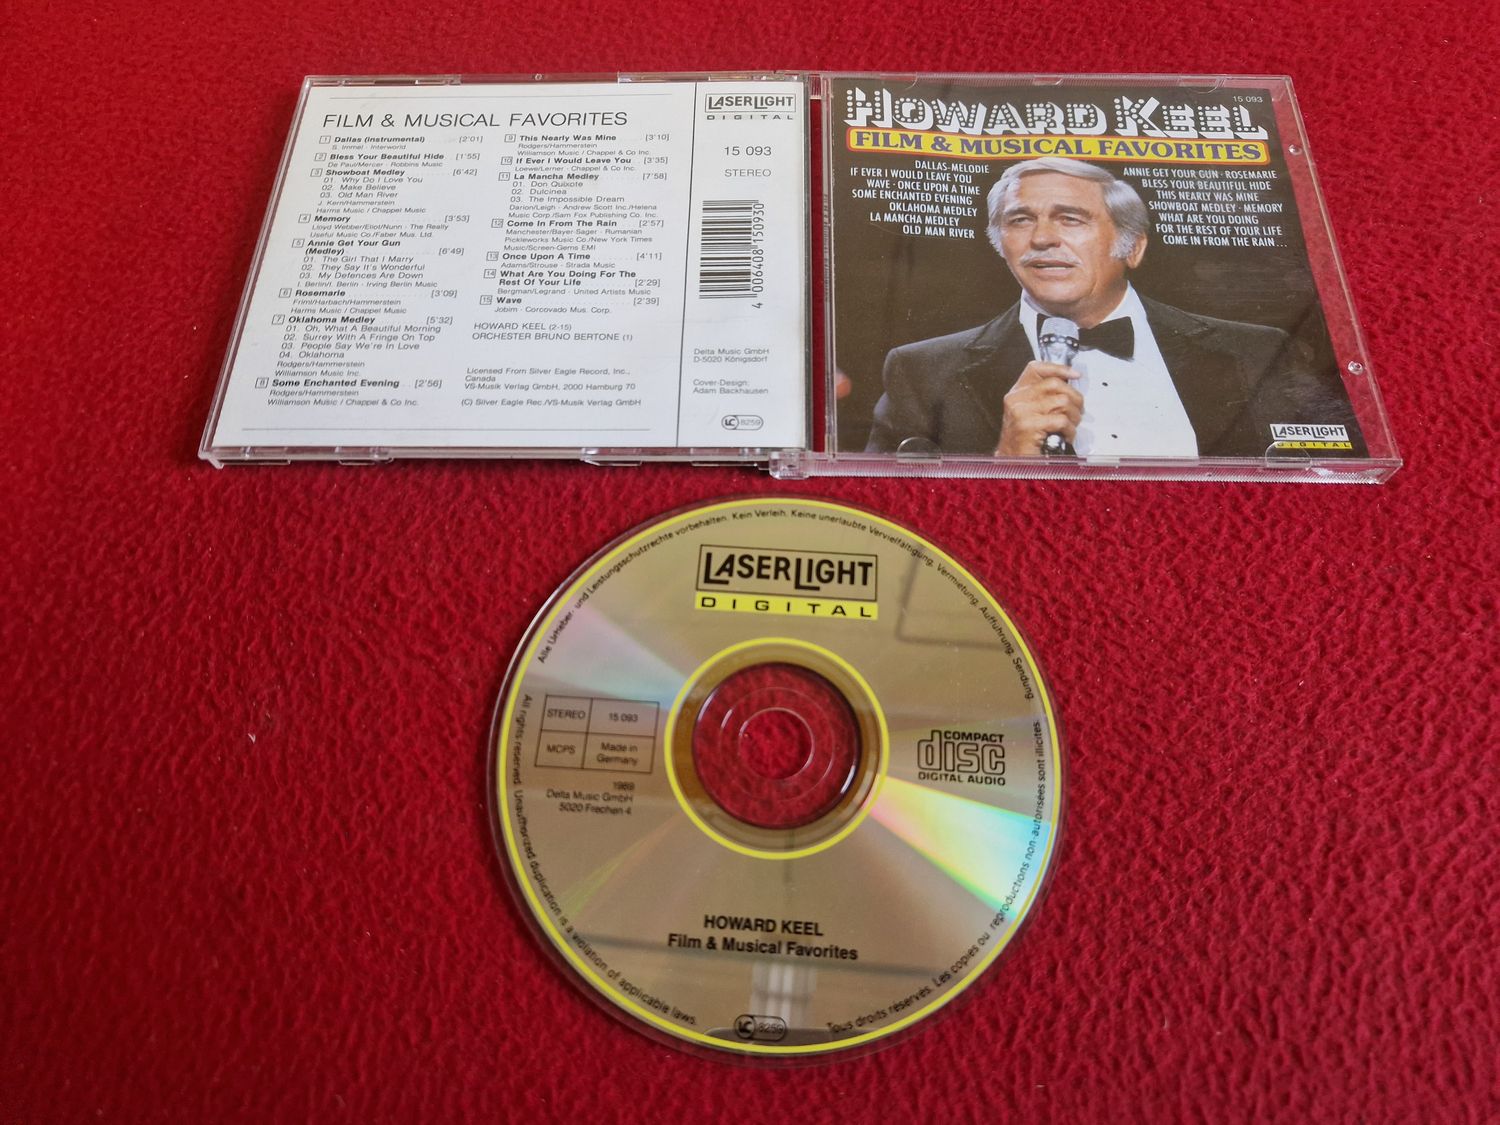 FILM & MUSICAL FAVORITES
1 Dallas (Instrumental) [2'01]
S. Immel · Interworld
2 Bless Your Beautiful Hide [1'55]
De Paul/Mercer · Robbins Music
3 Showboat Medley [6'42]
01. Why Do I Love You
02. Make Believe
03. Old Man River
J. Kern/Hammerstein
Harms Music / Chappel Music
4 Memory [3'53]
Lloyd Webber/Eliot/Nunn · The Really
Useful Music Co./Faber Mus. Ltd.
5 Annie Get Your Gun
(Medley) [6'49]
01. The Girl That I Marry
02. They Say It's Wonderful
03. My Defences Are Down
I. Berlin/I. Berlin · Irving Berlin Music
6 Rosemarie [3'09]
Friml/Harbach/Hammerstein
Harms Music / Chappel Music
7 Oklahoma Medley [5'32]
01. Oh, What A Beautiful Morning
02. Surrey With A Fringe On Top
03. People Say We're In Love
04. Oklahoma
Rodgers/Hammerstein
Williamson Music Inc.
8 Some Enchanted Evening [2'56]
Rodgers/Hammerstein
Williamson Music / Chappel & Co Inc.
9 This Nearly Was Mine [3'10]
Rodgers/Hammerstein
Williamson Music / Chappel & Co Inc.
10 If Ever I Would Leave You [3'35]
Loewe/Lerner · Chappel & Co Inc.
11 La Mancha Medley [7'58]
01. Don Quixote
02. Dulcinea
03. The Impossible Dream
Darion/Leigh · Andrew Scott Inc./Helena
Music Corp./Sam Fox Publishing Co. Inc.
12 Come In From The Rain [2'57]
Manchester/Bayer-Sager · Rumanian
Pickleworks Music Co./New York Times
Music/Screen-Gems EMI
13 Once Upon A Time [4'11]
Adams/Strouse · Strada Music
14 What Are You Doing For The
Rest Of Your Life [2'29]
Bergman/Legrand · United Artists Music
15 Wave [2'39]
Jobim · Corcovado Mus. Corp.
HOWARD KEEL (2-15)
ORCHESTER BRUNO BERTONE (1)
Licensed From Silver Eagle Record, Inc.,
Canada
VS-Musik Verlag GmbH, 2000 Hamburg 70
(C) Silver Eagle Rec./VS-Musik Verlag GmbH
LASERLIGHT
DIGITAL
15 093
STEREO
4 006408 150930
Delta Music GmbH
D-5020 Königsdorf
Cover-Design:
Adam Backhausen
LC 8259
15 093
HOWARD KEEL
FILM & MUSICAL FAVORITES
DALLAS-MELODIE
IF EVER I WOULD LEAVE YOU
WAVE · ONCE UPON A TIME
SOME ENCHANTED EVENING
OKLAHOMA MEDLEY
LA MANCHA MEDLEY
OLD MAN RIVER
ANNIE GET YOUR GUN · ROSEMARIE
BLESS YOUR BEAUTIFUL HIDE
THIS NEARLY WAS MINE
SHOWBOAT MEDLEY · MEMORY
WHAT ARE YOU DOING
FOR THE REST OF YOUR LIFE
COME IN FROM THE RAIN...
LASERLIGHT
DIGITAL
Alle Urheber- und Leistungsschutzrechte vorbehalten. Kein Verleih. Keine unerlaubte Vervielfältigung, Vermietung, Aufführung, Sendung
LASERLIGHT
DIGITAL
STEREO 15 093
MCPS Made in
Germany
1989
Delta Music GmbH
5020 Frechen 4
COMPACT
disc
DIGITAL AUDIO
HOWARD KEEL
Film & Musical Favorites
All rights reserved. Unauthorized duplication is a violation of applicable laws.
LC 8259
Tous droits réservés. Les copies ou reproductions non-autorisées sont illicites.